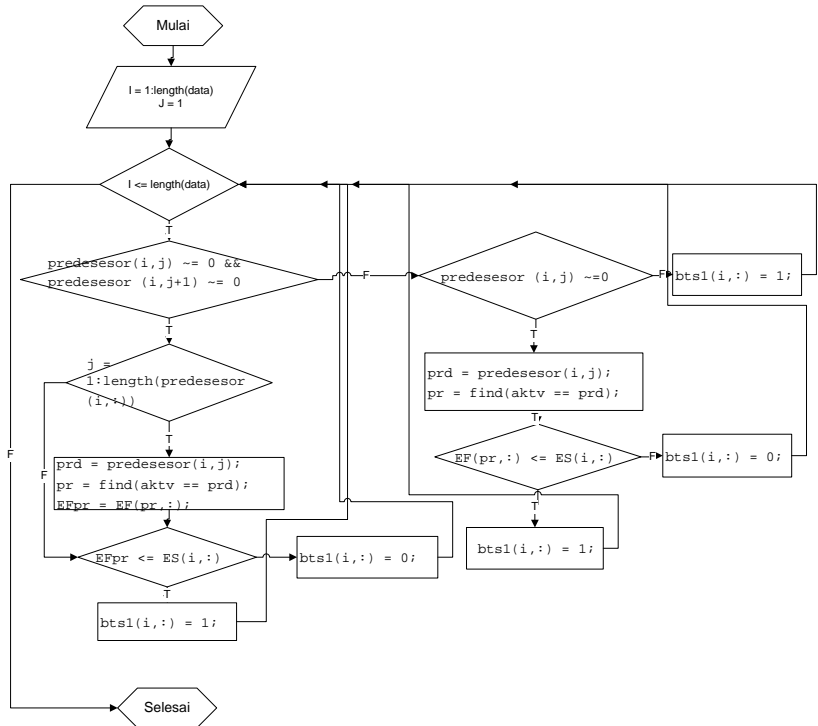 Mulai
I = 1:length(data)
J = 1
I <= length(data)
T
predesesor(i,j) ~= 0 &&
predesesor (i,j+1) ~= 0
F
predesesor (i,j) ~=0
F
bts1(i,:) = 1;
T
j =
1:length(predesesor
(i,:))
T
prd = predesesor(i,j);
pr = find(aktv == prd);
T
EF(pr,:) <= ES(i,:)
F
bts1(i,:) = 0;
T
bts1(i,:) = 1;
F
F
T
prd = predesesor(i,j);
pr = find(aktv == prd);
EFpr = EF(pr,:);
EFpr <= ES(i,:)
bts1(i,:) = 0;
T
bts1(i,:) = 1;
Selesai